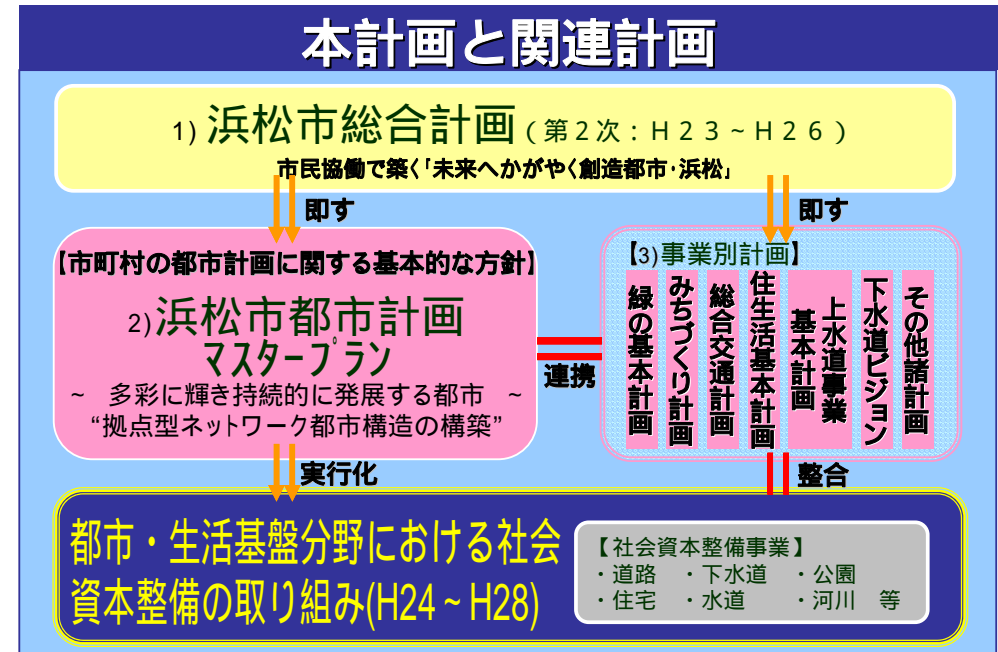 本計画と関連計画
1) 浜松市総合計画 (第2次:H23~H26)
市民協働で築く「未来へかがやく創造都市・浜松」
即す
即す
【市町村の都市計画に関する基本的な方針】
2)浜松市都市計画
マスタープラン
~ 多彩に輝き持続的に発展する都市 ~
“拠点型ネットワーク都市構造の構築”
連携
【3)事業別計画】
緑の基本計画
みちづくり計画
総合交通計画
住生活基本計画
上水道事業
基本計画
下水道ビジョン
その他諸計画
実行化
整合
都市・生活基盤分野における社会
資本整備の取り組み(H24~H28)
【社会資本整備事業】
・道路 ・下水道 ・公園
・住宅 ・水道 ・河川 等